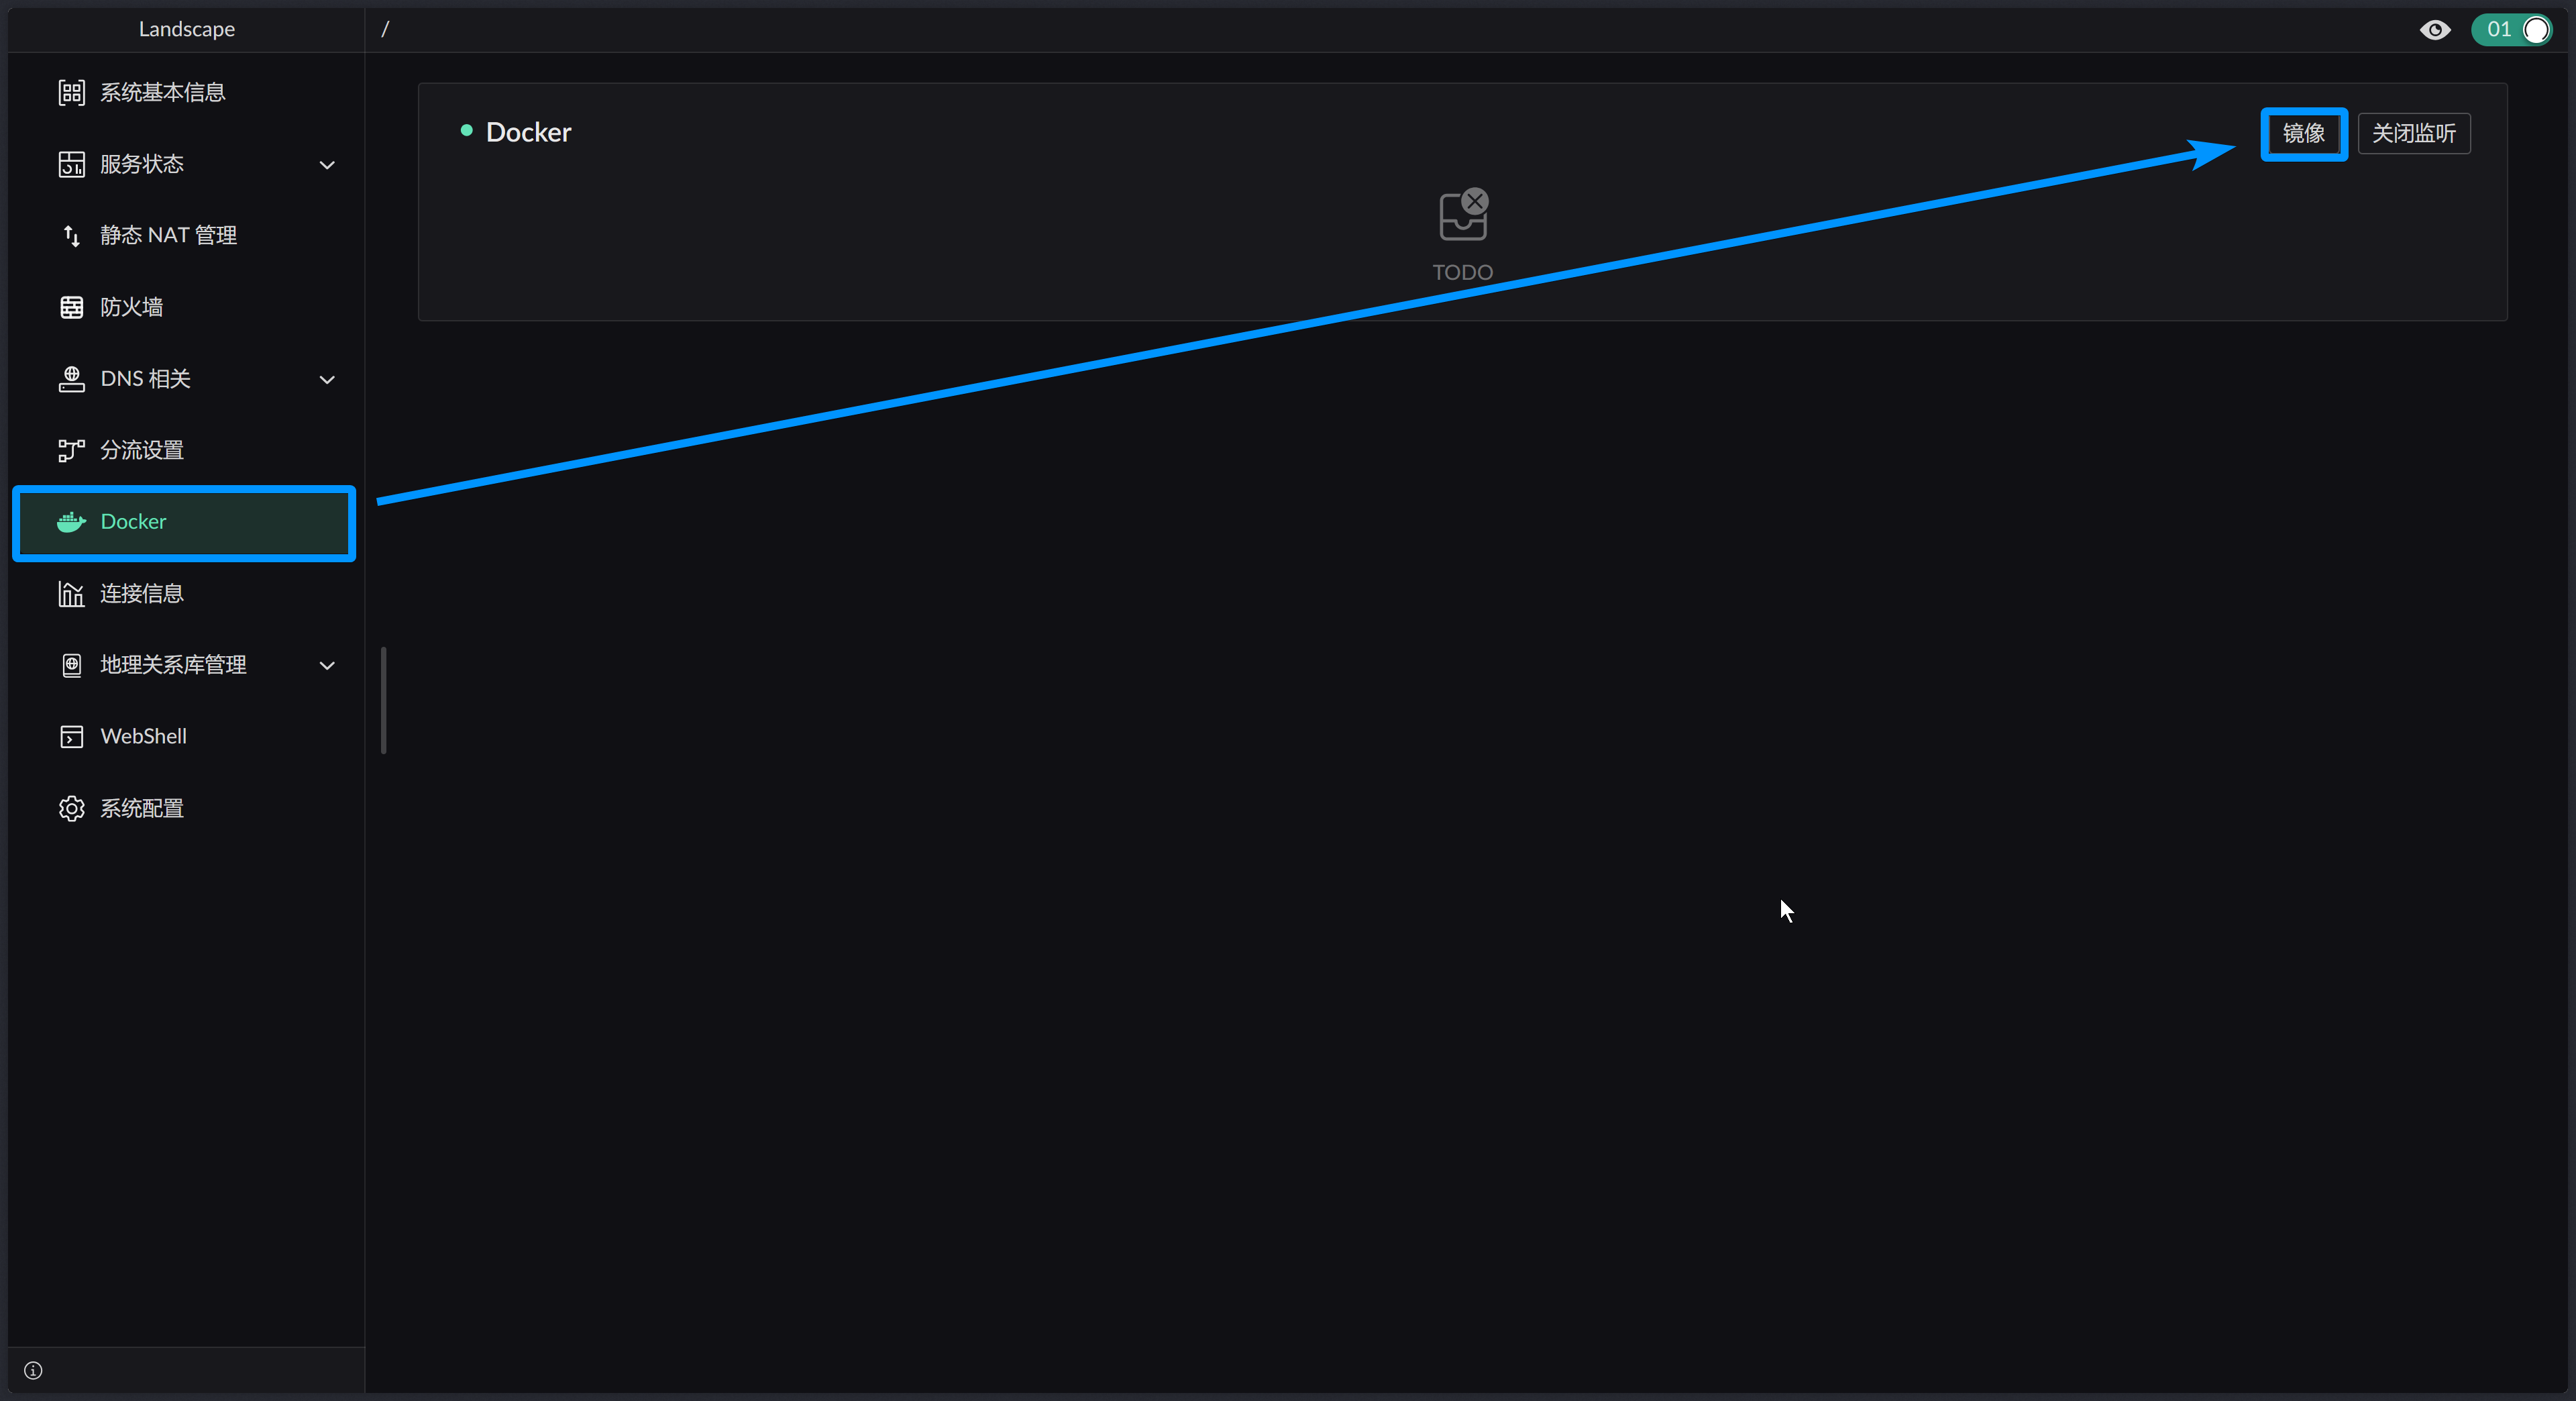 Landscape
/
01
系统基本信息
服务状态
静态 NAT 管理
防火墙
DNS 相关
分流设置
Docker
连接信息
地理关系库管理
WebShell
系统配置
Docker
镜像
关闭监听
TODO